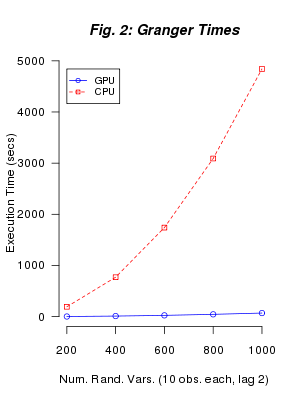 Fig. 2: Granger Times
Execution Time (secs)
5000
4000
3000
2000
1000
0
GPU
CPU
200 400 600 800 1000
Num. Rand. Vars. (10 obs. each, lag 2)